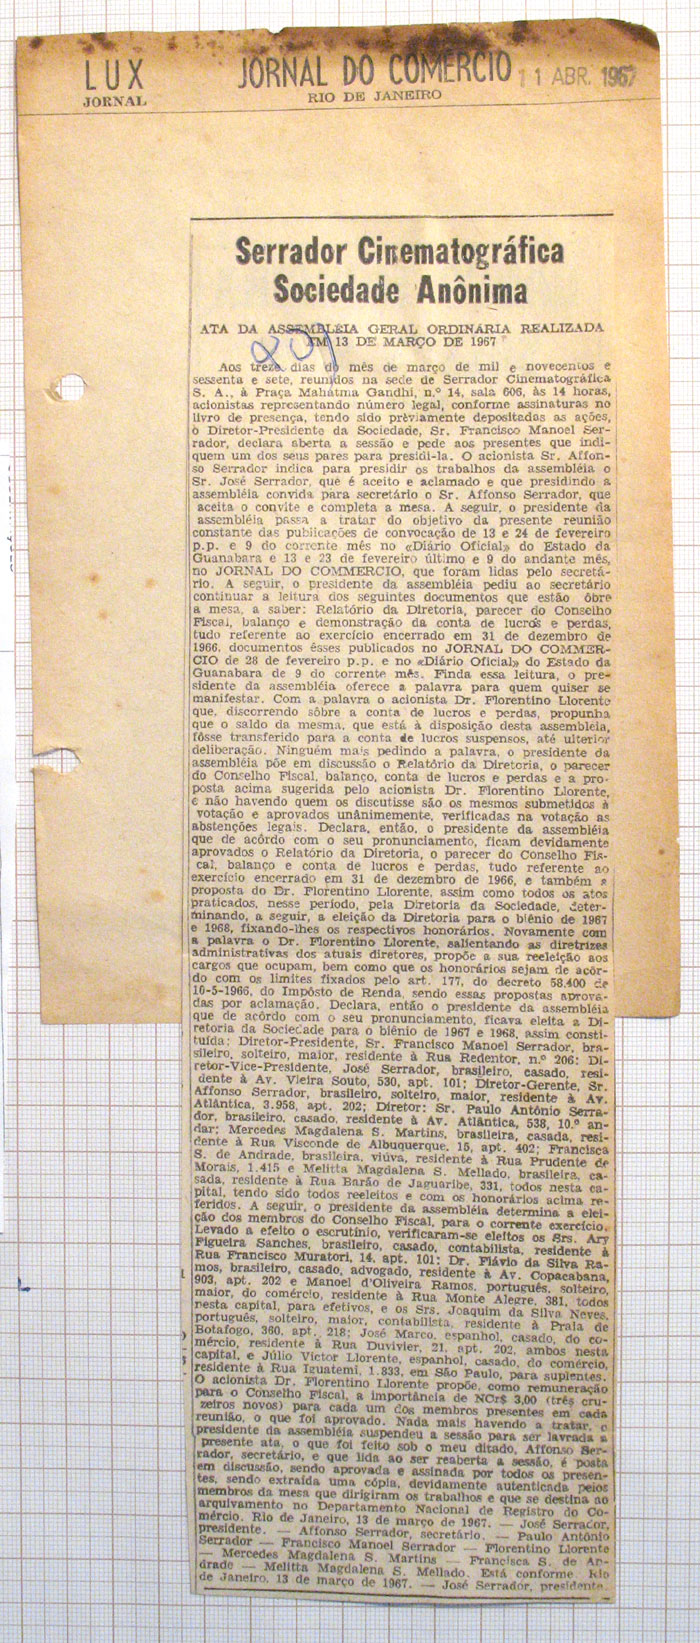 LUX
JORNAL
JORNAL DO COMÉRCIO
RIO DE JANEIRO
11 ABR. 1967
Serrador Cinematográfica
Sociedade Anônima
ATA DA ASSEMBLÉIA GERAL ORDINÁRIA REALIZADA
EM 13 DE MARÇO DE 1967
Aos treze dias do mês de março de mil e novecentos e
sessenta e sete, reunidos na sede de Serrador Cinematográfica
S. A., à Praça Mahátma Gandhi, n.º 14, sala 606, às 14 horas,
acionistas representando número legal, conforme assinaturas no
livro de presença, tendo sido prèviamente depositadas as ações,
o Diretor-Presidente da Sociedade, Sr. Francisco Manoel Ser-
rador, declara aberta a sessão e pede aos presentes que indi-
quem um dos seus pares para presidi-la. O acionista Sr. Affon-
so Serrador indica para presidir os trabalhos da assembléia o
Sr. José Serrador, que é aceito e aclamado e que presidindo a
assembléia convida para secretário o Sr. Affonso Serrador, que
aceita o convite e completa a mesa. A seguir, o presidente da
assembléia passa a tratar do objetivo da presente reunião
constante das publicações de convocação de 13 e 24 de fevereiro
p.p. e 9 do corrente mês no «Diário Oficial» do Estado da
Guanabara e 13 e 23 de fevereiro último e 9 do andante mês,
no JORNAL DO COMMERCIO, que foram lidas pelo secretá-
rio. A seguir, o presidente da assembléia pediu ao secretário
continuar a leitura dos seguintes documentos que estão ôbre
a mesa, a saber: Relatório da Diretoria, parecer do Conselho
Fiscal, balanço e demonstração da conta de lucros e perdas,
tudo referente ao exercício encerrado em 31 de dezembro de
1966, documentos êsses publicados no JORNAL DO COMMER-
CIO de 28 de fevereiro p.p. e no «Diário Oficial» do Estado da
Guanabara de 9 do corrente mês. Finda essa leitura, o pre-
sidente da assembléia oferece a palavra para quem quiser se
manifestar. Com a palavra o acionista Dr. Florentino Llorente
que, discorrendo sôbre a conta de lucros e perdas, propunha
que o saldo da mesma, que está à disposição desta assembleia,
fôsse transferido para a conta de lucros suspensos, até ulterior
deliberação. Ninguém mais pedindo a palavra, o presidente da
assembléia põe em discussão o Relatório da Diretoria, o parecer
do Conselho Fiscal, balanço, conta de lucros e perdas e a pro-
posta acima sugerida pelo acionista Dr. Florentino Llorente,
e não havendo quem os discutisse são os mesmos submetidos à
votação e aprovados unânimemente, verificadas na votação as
abstenções legais. Declara, então, o presidente da assembléia
que de acôrdo com o seu pronunciamento, ficam devidamente
aprovados o Relatório da Diretoria, o parecer do Conselho Fis-
cal, balanço e conta de lucros e perdas, tudo referente ao
exercício encerrado em 31 de dezembro de 1966, e também a
proposta do Dr. Florentino Llorente, assim como todos os atos
praticados, nesse período, pela Diretoria da Sociedade, deter-
minando, a seguir, a eleição da Diretoria para o biênio de 1967
e 1968, fixando-lhes os respectivos honorários. Novamente com
a palavra o Dr. Florentino Llorente, salientando as diretrizes
administrativas dos atuais diretores, propõe a sua reeleição aos
cargos que ocupam, bem como que os honorários sejam de acôr-
do com os limites fixados pelo art. 177, do decreto 58.400 de
10-5-1966, do Impôsto de Renda, sendo essas propostas aprova-
das por aclamação. Declara, então o presidente da assembléia
que de acôrdo com o seu pronunciamento, ficava eleita a Di-
retoria da Sociedade para o biênio de 1967 e 1968, assim consti-
tuída: Diretor-Presidente, Sr. Francisco Manoel Serrador, bra-
sileiro, solteiro, maior, residente à Rua Redentor, n.º 206: Di-
retor-Vice-Presidente, José Serrador, brasileiro, casado, resi-
dente à Av. Vieira Souto, 530, apt. 101; Diretor-Gerente, Sr.
Affonso Serrador, brasileiro, solteiro, maior, residente à Av.
Atlântica, 3.958, apt. 202; Diretor: Sr. Paulo Antônio Serra-
dor, brasileiro, casado, residente à Av. Atlântica, 538, 10.º an-
dar; Mercedes Magdalena S. Martins, brasileira, casada, resi-
dente à Rua Visconde de Albuquerque, 15, apt. 402; Francisca
S. de Andrade, brasileira, viúva, residente à Rua Prudente de
Morais, 1.415 e Melitta Magdalena S. Mellado, brasileira, ca-
sada, residente à Rua Barão de Jaguaribe, 331, todos nesta ca-
pital, tendo sido todos reeleitos e com os honorários acima re-
feridos. A seguir, o presidente da assembléia determina a elei-
ção dos membros do Conselho Fiscal, para o corrente exercício.
Levado a efeito o escrutínio, verificaram-se eleitos os Srs. Ary
Figueira Sanches, brasileiro, casado, contabilista, residente à
Rua Francisco Muratori, 14, apt. 101; Dr. Flávio da Silva Ra-
mos, brasileiro, casado, advogado, residente à Av. Copacabana,
903, apt. 202 e Manoel d'Oliveira Ramos, português, solteiro,
maior, do comércio, residente à Rua Monte Alegre, 381, todos
nesta capital, para efetivos, e os Srs. Joaquim da Silva Neves,
português, solteiro, maior, contabilista, residente à Praia de
Botafogo, 360, apt. 218; José Marco, espanhol, casado, do co-
mércio, residente à Rua Duvivier, 21, apt. 202, ambos nesta
capital, e Júlio Victor Llorente, espanhol, casado, do comércio,
residente à Rua Iguatemi, 1.833, em São Paulo, para suplentes.
O acionista Dr. Florentino Llorente propõe, como remuneração
para o Conselho Fiscal, a importância de NCr$ 3,00 (três cru-
zeiros novos) para cada um dos membros presentes em cada
reunião, o que foi aprovado. Nada mais havendo a tratar, o
presidente da assembléia suspendeu a sessão para ser lavrada a
presente ata, o que foi feito sob o meu ditado, Affonso Ser-
rador, secretário, e que lida ao ser reaberta a sessão, é posta
em discussão, sendo aprovada e assinada por todos os presen-
tes, sendo extraída uma cópia, devidamente autenticada pelos
membros da mesa que dirigiram os trabalhos e que se destina ao
arquivamento no Departamento Nacional de Registro do Co-
mércio. Rio de Janeiro, 13 de março de 1967. — José Serrador,
presidente. — Affonso Serrador, secretário. — Paulo Antônio
Serrador — Francisco Manoel Serrador — Florentino Llorente
— Mercedes Magdalena S. Martins — Francisca S. de An-
drade — Melitta Magdalena S. Mellado. Está conforme. Rio
de Janeiro, 13 de março de 1967. — José Serrador, presidente.